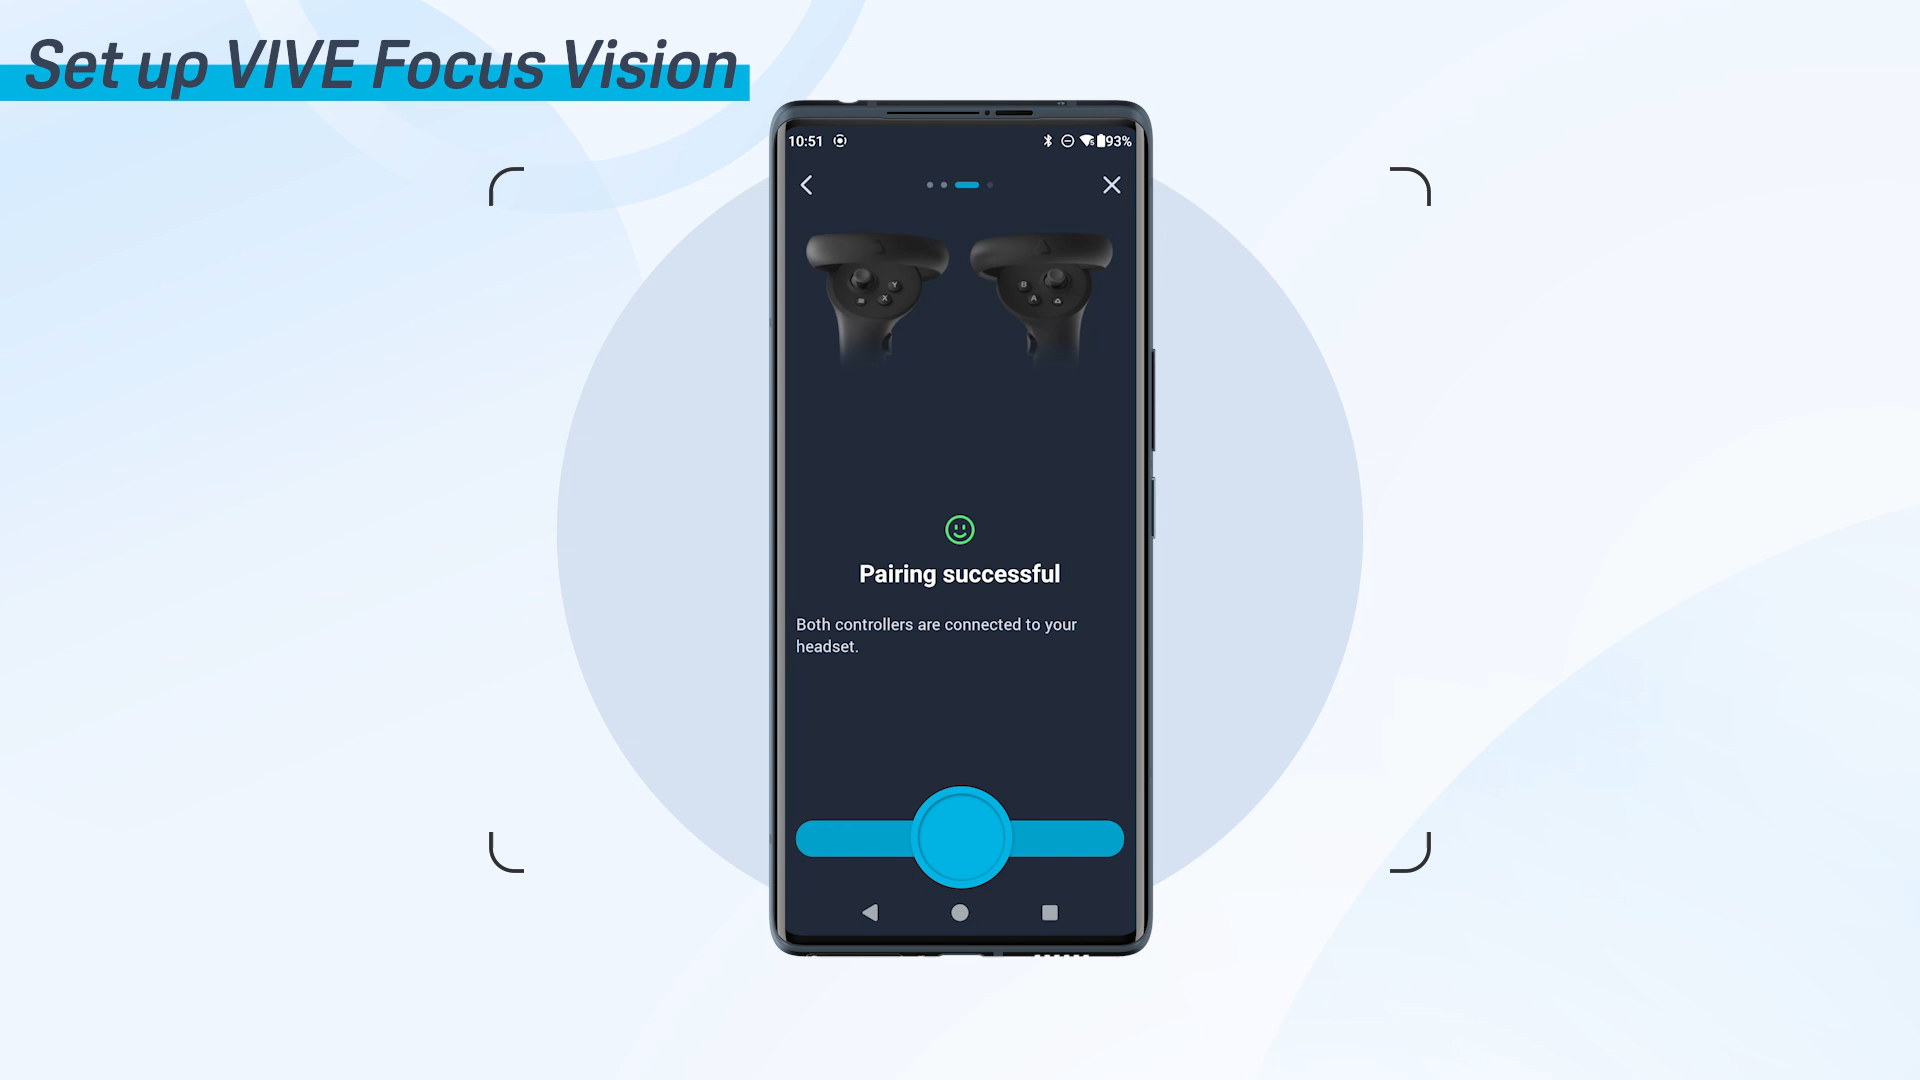 Set up VIVE Focus Vision
10:51
93%
Y
X
B
A
Pairing successful
Both controllers are connected to your
headset.